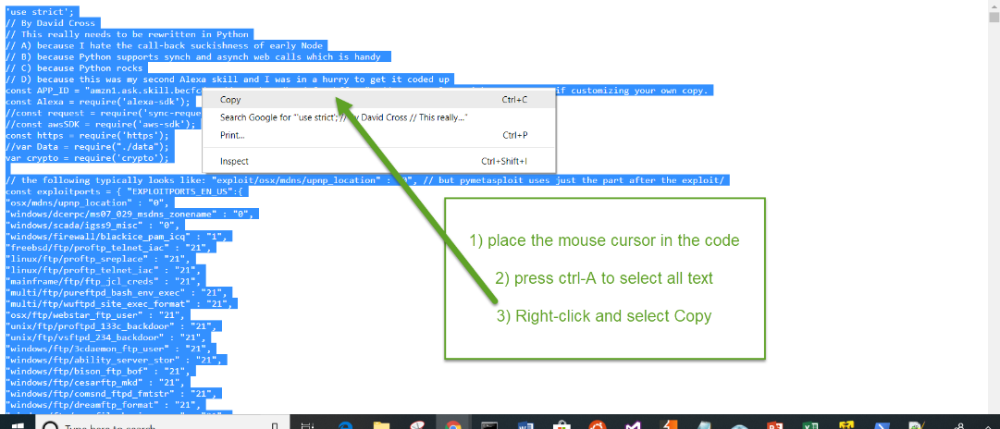 'use strict';
// By David Cross
// This really needs to be rewritten in Python
// A) because I hate the call-back suckishness of early Node
// B) because Python supports synch and asynch web calls which is handy
// C) because Python rocks
// D) because this was my second Alexa skill and I was in a hurry to get it coded up
const APP_ID = "amzn1.ask.skill.becfc if customizing your own copy.
const Alexa = require('alexa-sdk');
//const request = require('sync-reque
//const awsSDK = require('aws-sdk');
const https = require('https');
//var Data = require("./data");
var crypto = require('crypto');
Copy Ctrl+C
Search Google for "'use strict'; // By David Cross // This really..."
Print... Ctrl+P
Inspect Ctrl+Shift+I
// the following typically looks like: "exploit/osx/mdns/upnp_location" : "0", // but pymetasploit uses just the part after the exploit/
const exploitports = { "EXPLOITPORTS_EN_US":{
"osx/mdns/upnp_location" : "0",
"windows/dcerpc/ms07_029_msdns_zonename" : "0",
"windows/scada/igss9_misc" : "0",
"windows/firewall/blackice_pam_icq" : "1",
"freebsd/ftp/proftp_telnet_iac" : "21",
"linux/ftp/proftp_sreplace" : "21",
"linux/ftp/proftp_telnet_iac" : "21",
"mainframe/ftp/ftp_jcl_creds" : "21",
"multi/ftp/pureftpd_bash_env_exec" : "21",
"multi/ftp/wuftpd_site_exec_format" : "21",
"osx/ftp/webstar_ftp_user" : "21",
"unix/ftp/proftpd_133c_backdoor" : "21",
"unix/ftp/vsftpd_234_backdoor" : "21",
"windows/ftp/3cdaemon_ftp_user" : "21",
"windows/ftp/ability_server_stor" : "21",
"windows/ftp/bison_ftp_bof" : "21",
"windows/ftp/cesarftp_mkd" : "21",
"windows/ftp/comsnd_ftpd_fmtstr" : "21",
"windows/ftp/dreamftp_format" : "21",
1) place the mouse cursor in the code
2) press ctrl-A to select all text
3) Right-click and select Copy
Type here to search